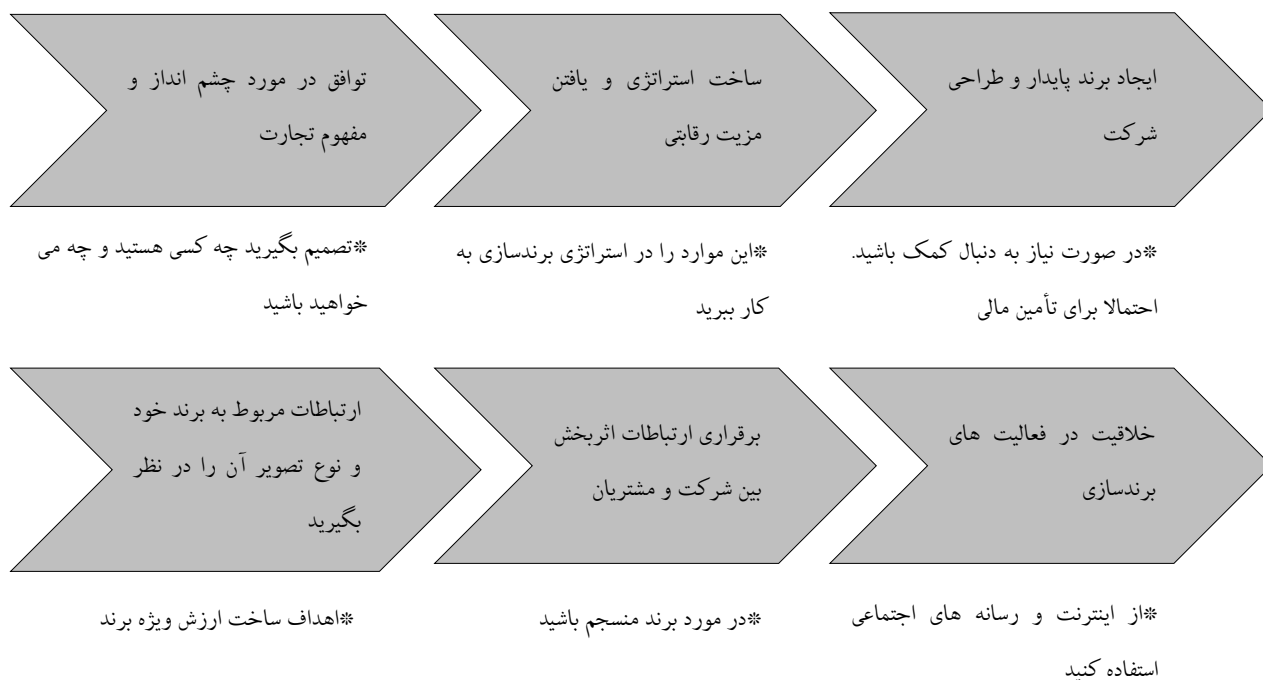 توافق در مورد چشم انداز و
مفهوم تجارت
ساخت استراتژی و یافتن
مزیت رقابتی
ایجاد برند پایدار و طراحی
شرکت
*تصمیم بگیرید چه کسی هستید و چه می
خواهید باشید
*این موارد را در استراتژی برندسازی به
کار ببرید
*در صورت نیاز به دنبال کمک باشید.
احتمالا برای تأمین مالی
ارتباطات مربوط به برند خود
و نوع تصویر آن را در نظر
بگیرید
برقراری ارتباطات اثربخش
بین شرکت و مشتریان
خلاقیت در فعالیت های
برندسازی
*اهداف ساخت ارزش ویژه برند
*در مورد برند منسجم باشید
*از اینترنت و رسانه های اجتماعی
استفاده کنید